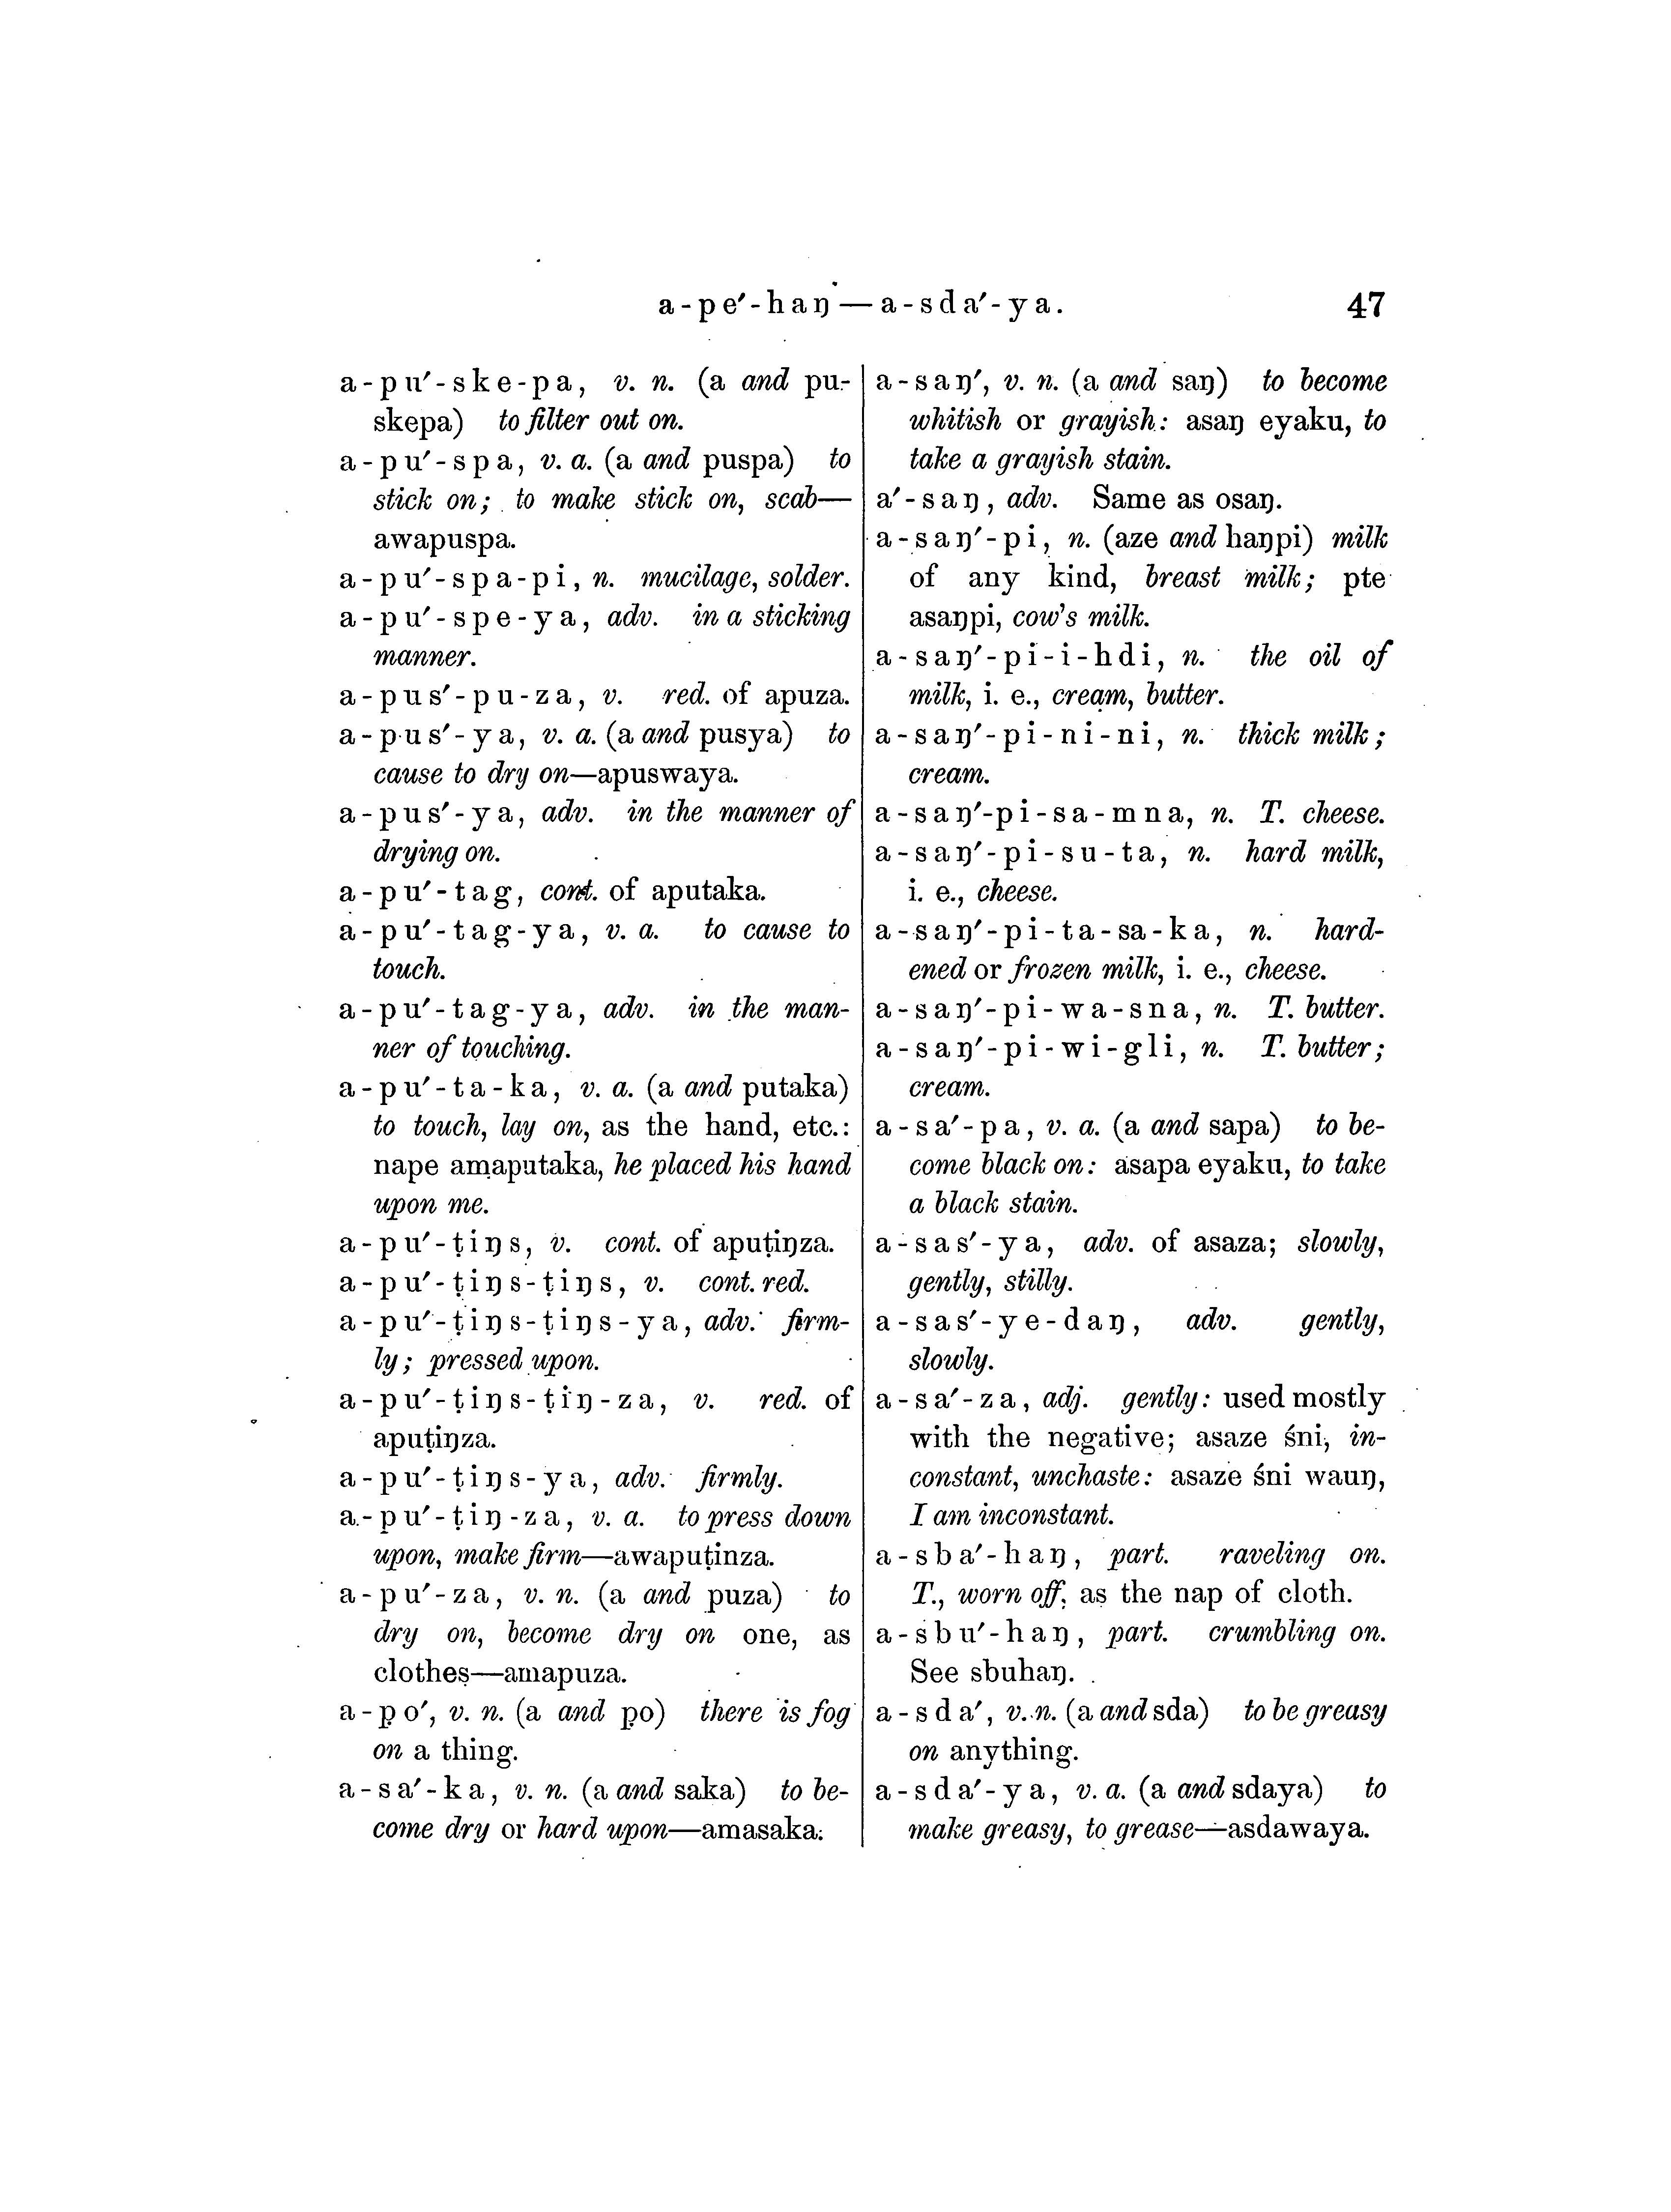 a-pe′-haŋ—a-sda′-ya. 47
a-pu′-ske-pa, v. n. (a and pu-
skepa) to filter out on.
a-pu′-spa, v. a. (a and puspa) to
stick on; to make stick on, scab—
awapuspa.
a-pu′-spa-pi, n. mucilage, solder.
a-pu′-spe-ya, adv. in a sticking
manner.
a-pus′-pu-za, v. red. of apuza.
a-pus′-ya, v. a. (a and pusya) to
cause to dry on—apuswaya.
a-pus′-ya, adv. in the manner of
drying on.
a-pu′-tag, cont. of aputaka.
a-pu′-tag-ya, v. a. to cause to
touch.
a-pu′-tag-ya, adv. in the man-
ner of touching.
a-pu′-ta-ka, v. a. (a and putaka)
to touch, lay on, as the hand, etc.:
nape amaputaka, he placed his hand
upon me.
a-pu′-ṭiŋs, v. cont. of apuṭiŋza.
a-pu′-ṭiŋs-ṭiŋs, v. cont. red.
a-pu′-ṭiŋs-ṭiŋs-ya, adv. firm-
ly; pressed upon.
a-pu′-ṭiŋs-ṭiŋ-za, v. red. of
apuṭiŋza.
a-pu′-ṭiŋs-ya, adv. firmly.
a-pu′-ṭiŋ-za, v. a. to press down
upon, make firm—awapuṭinza.
a-pu′-za, v. n. (a and puza) to
dry on, become dry on one, as
clothes—amapuza.
a-p̣o′, v. n. (a and p̣o) there is fog
on a thing.
a-sa′-ka, v. n. (a and saka) to be-
come dry or hard upon—amasaka.
a-saŋ′, v. n. (a and saŋ) to become
whitish or grayish: asaŋ eyaku, to
take a grayish stain.
a′-saŋ, adv. Same as osaŋ.
a-saŋ′-pi, n. (aze and haŋpi) milk
of any kind, breast milk; pte
asaŋpi, cow's milk.
a-saŋ′-pi-i-hdi, n. the oil of
milk, i. e., cream, butter.
a-saŋ′-pi-ni-ni, n. thick milk;
cream.
a-saŋ′-pi-sa-mna, n. T. cheese.
a-saŋ′-pi-su-ta, n. hard milk,
i. e., cheese.
a-saŋ′-pi-ta-sa-ka, n. hard-
ened or frozen milk, i. e., cheese.
a-saŋ′-pi-wa-sna, n. T. butter.
a-saŋ′-pi-wi-gli, n. T. butter;
cream.
a-sa′-pa, v. a. (a and sapa) to be-
come black on: asapa eyaku, to take
a black stain.
a-sas′-ya, adv. of asaza; slowly,
gently, stilly.
a-sas′-ye-daŋ, adv. gently,
slowly.
a-sa′-za, adj. gently: used mostly
with the negative; asaze śni, in-
constant, unchaste: asaze śni wauŋ,
I am inconstant.
a-sba′-haŋ, part. raveling on.
T., worn off, as the nap of cloth.
a-sbu′-haŋ, part. crumbling on.
See sbuhaŋ.
a-sda′, v. n. (a and sda) to be greasy
on anything.
a-sda′-ya, v. a. (a and sdaya) to
make greasy, to grease—asdawaya.